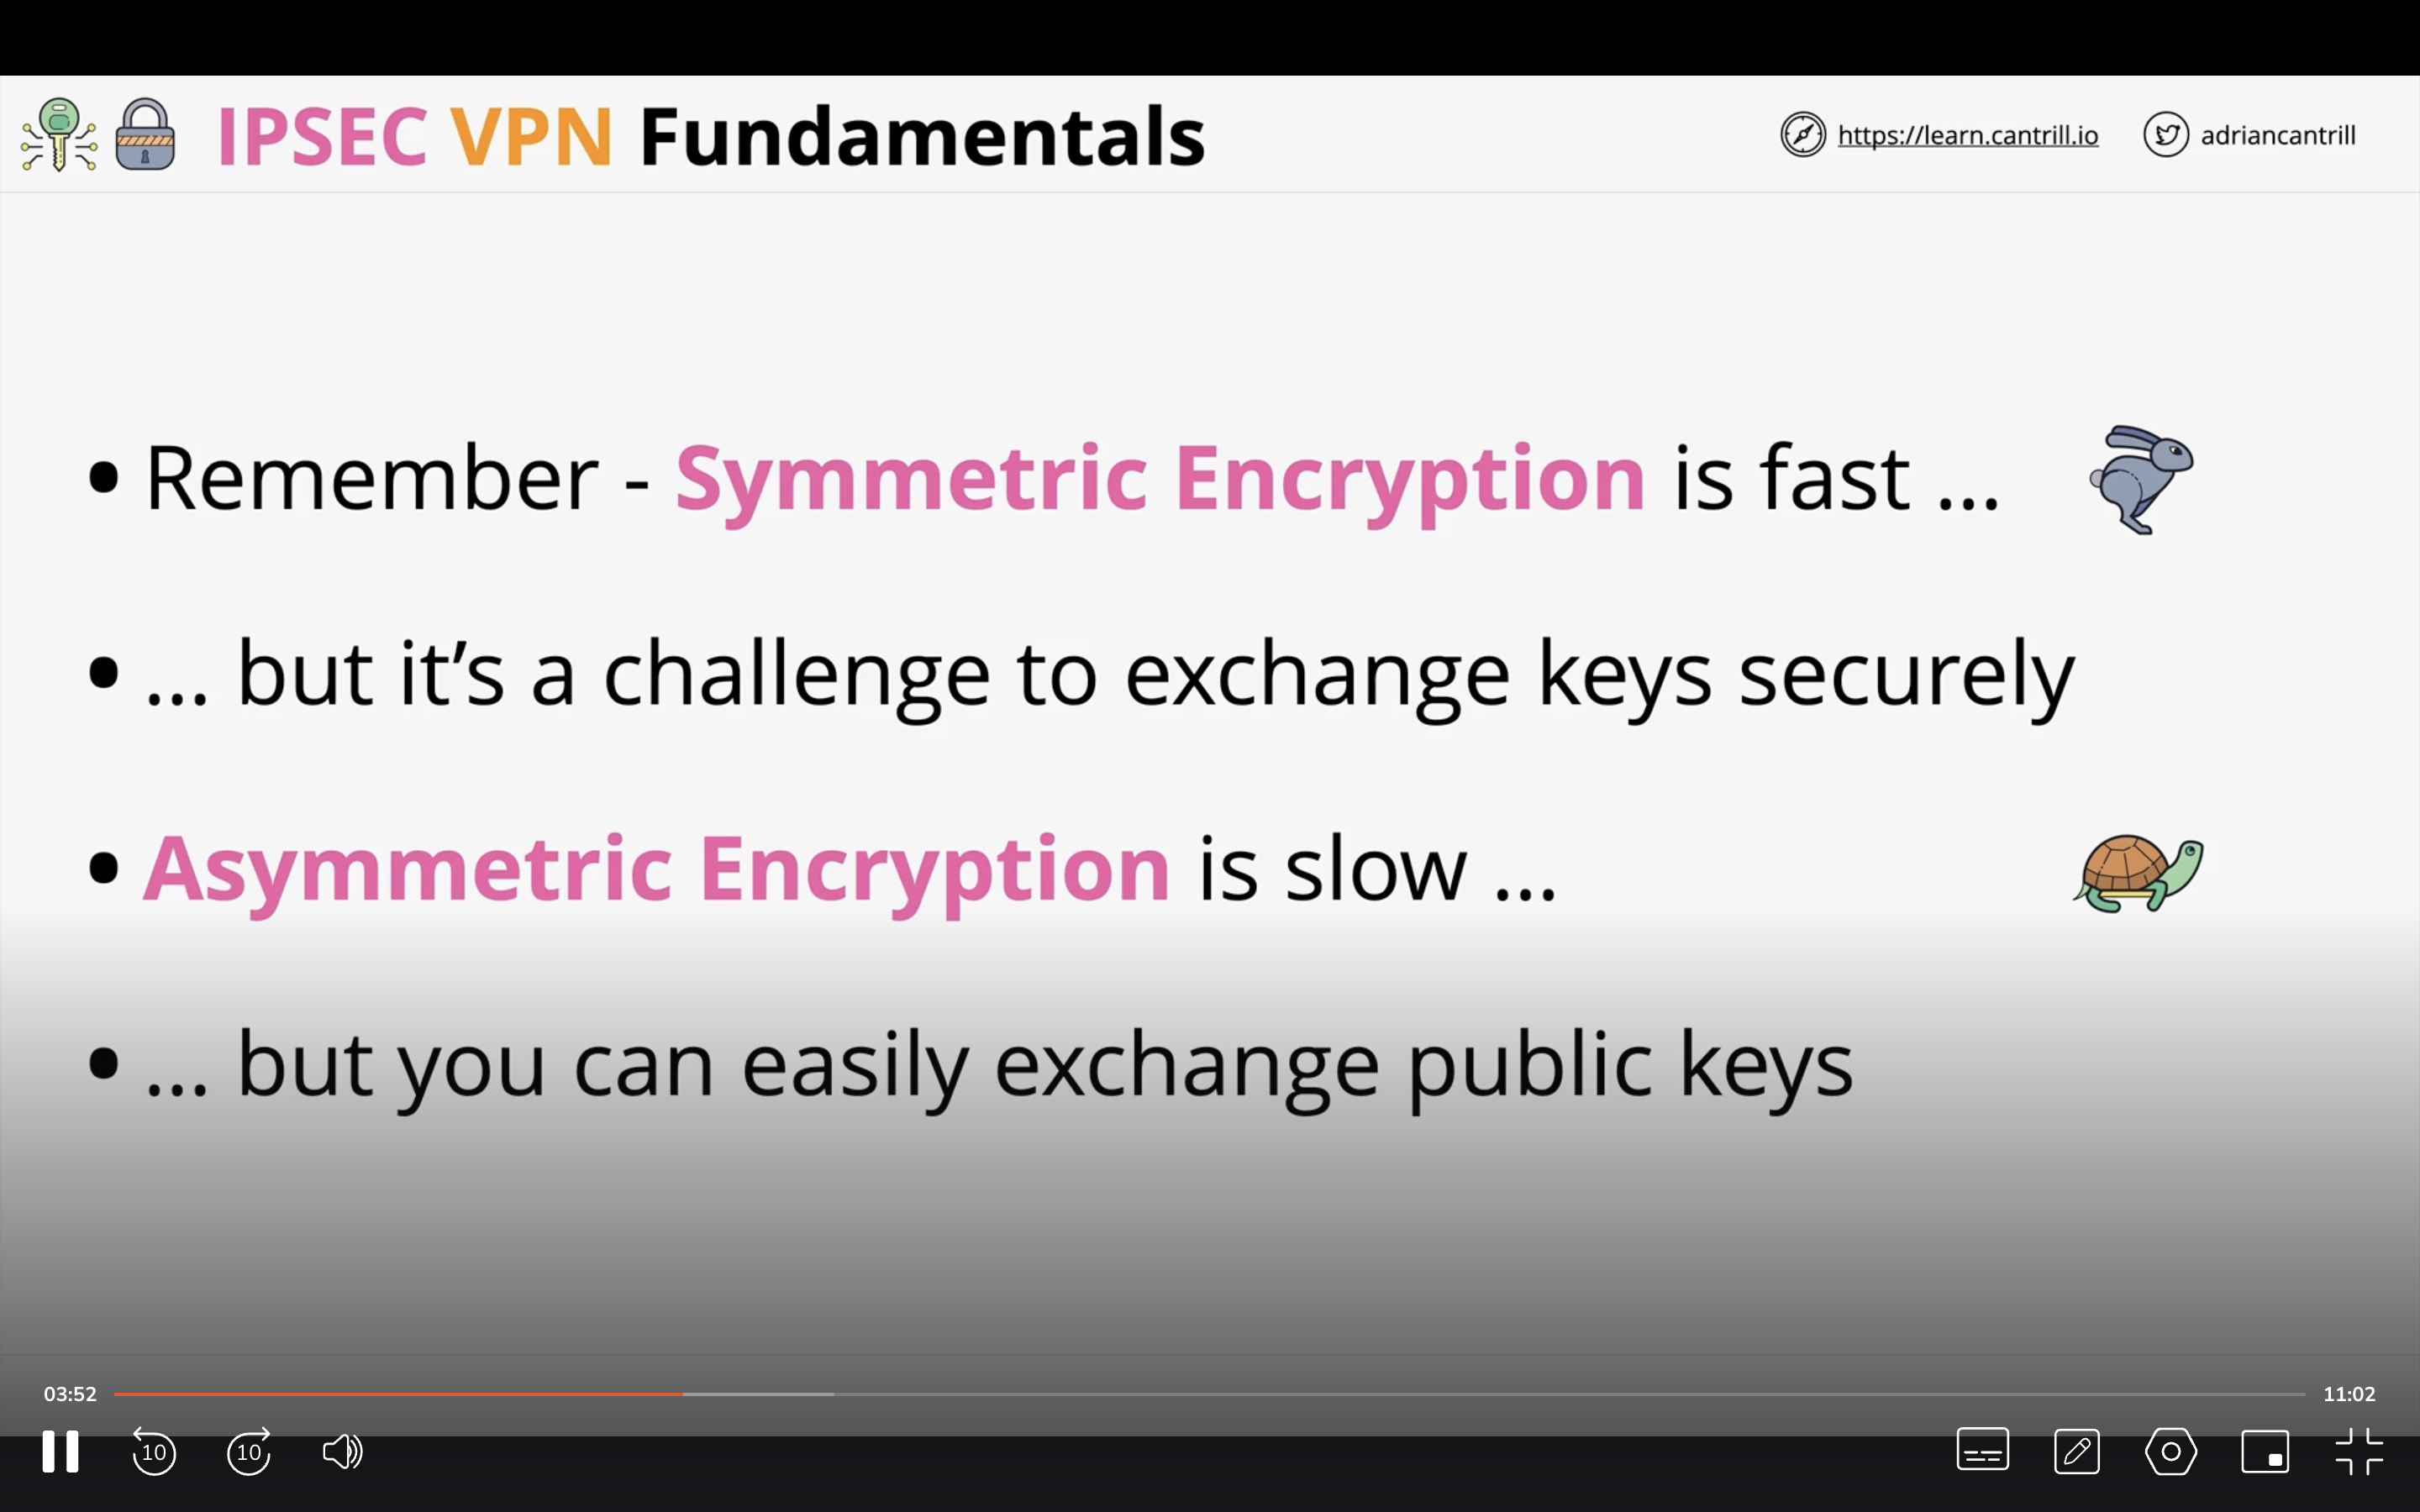 IPSEC VPN Fundamentals
https://learn.cantrill.io
adriancantrill
• Remember - Symmetric Encryption is fast ...
• ... but it’s a challenge to exchange keys securely
• Asymmetric Encryption is slow ...
• ... but you can easily exchange public keys
03:52
11:02
10
10